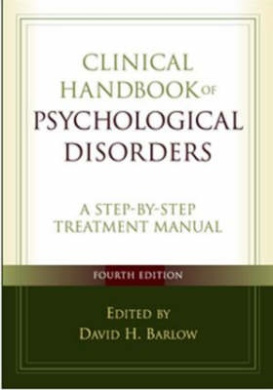 CLINICAL
HANDBOOK OF
PSYCHOLOGICAL
DISORDERS
A STEP-BY-STEP
TREATMENT MANUAL
FOURTH EDITION
EDITED BY
DAVID H. BARLOW